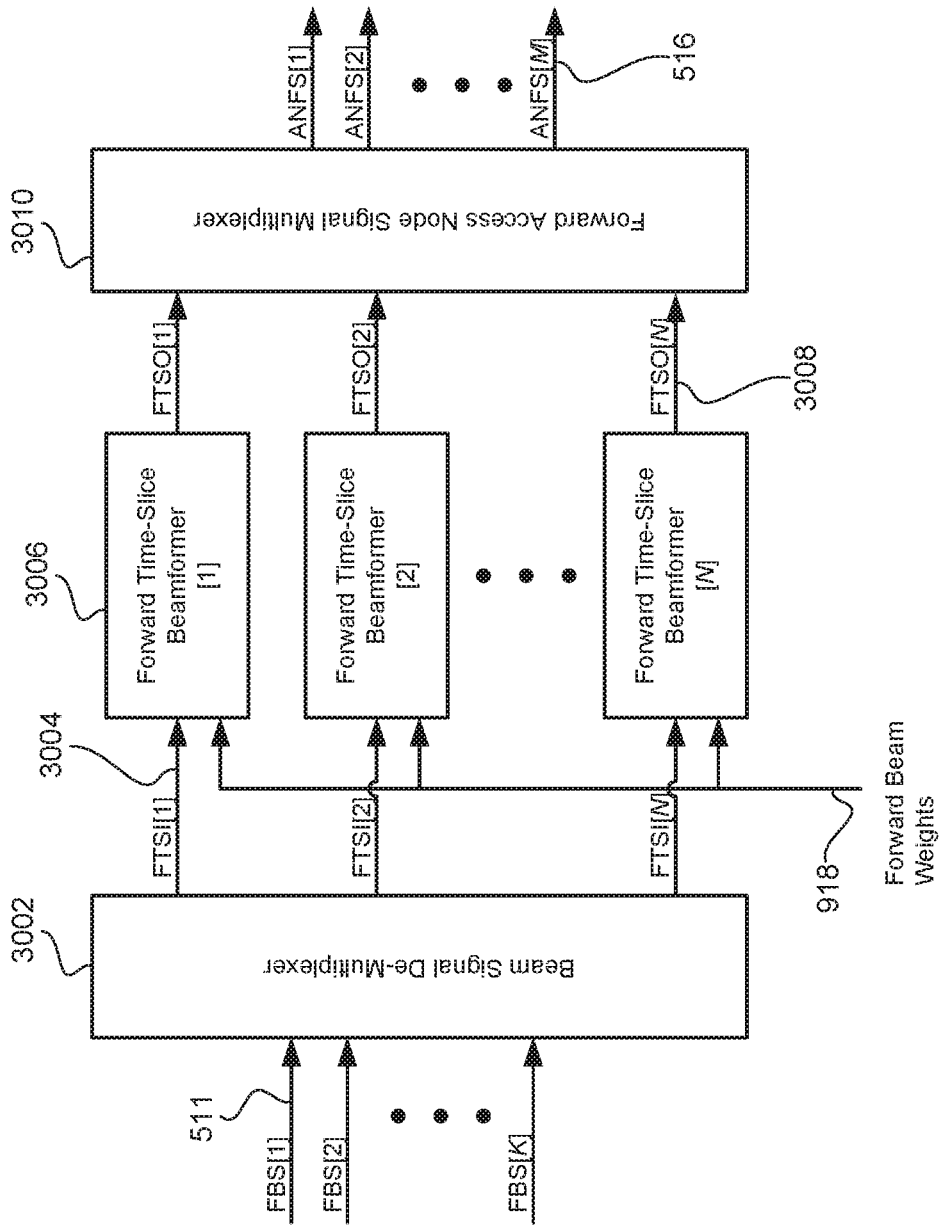 FBS[1]
FBS[2]
FBS[K]
511
3002
Beam Signal De-Multiplexer
FTSI[1]
FTSI[2]
FTSI[N]
3004
918
Forward Beam
Weights
3006
Forward Time-Slice
Beamformer
[1]
Forward Time-Slice
Beamformer
[2]
Forward Time-Slice
Beamformer
[N]
FTSO[1]
FTSO[2]
FTSO[N]
3008
3010
Forward Access Node Signal Multiplexer
ANFS[1]
ANFS[2]
ANFS[M]
516